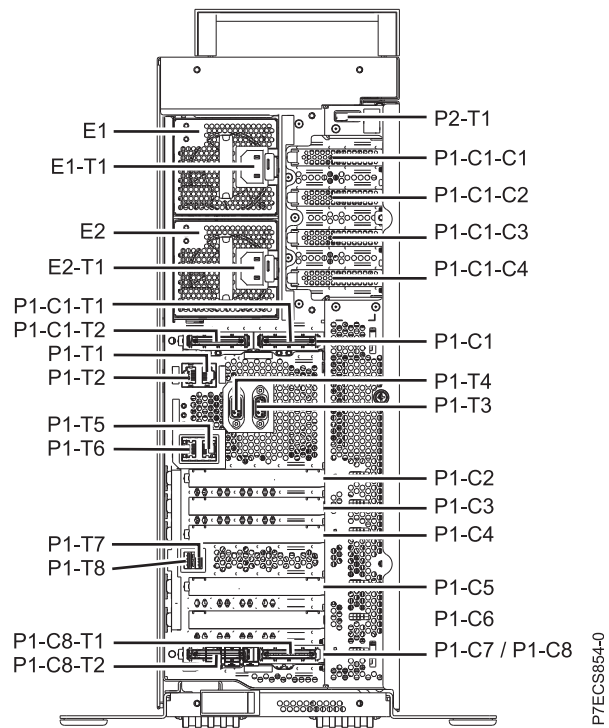 E1
E1-T1
E2
E2-T1
P1-C1-T1
P1-C1-T2
P1-T1
P1-T2
P1-T5
P1-T6
P1-T7
P1-T8
P1-C8-T1
P1-C8-T2
P2-T1
P1-C1-C1
P1-C1-C2
P1-C1-C3
P1-C1-C4
P1-C1
P1-T4
P1-T3
P1-C2
P1-C3
P1-C4
P1-C5
P1-C6
P1-C7 / P1-C8
P7ECS854-0